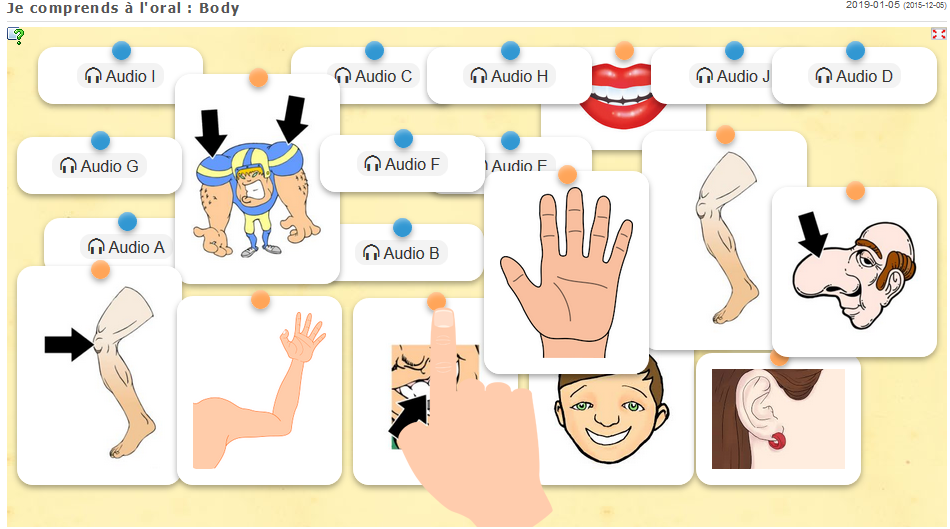 Je comprends à l'oral : Body
2019-01-05 (2015-12-05)
Audio I
Audio C
Audio H
Audio J
Audio D
Audio G
Audio F
Audio E
Audio A
Audio B